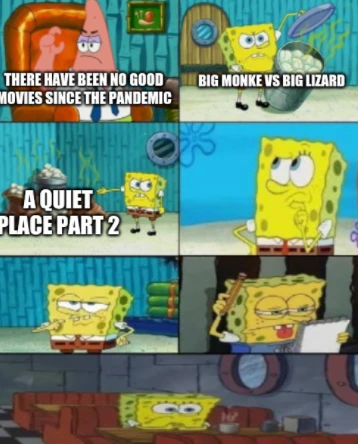 THERE HAVE BEEN NO GOOD
MOVIES SINCE THE PANDEMIC
BIG MONKE VS BIG LIZARD
A QUIET
PLACE PART 2